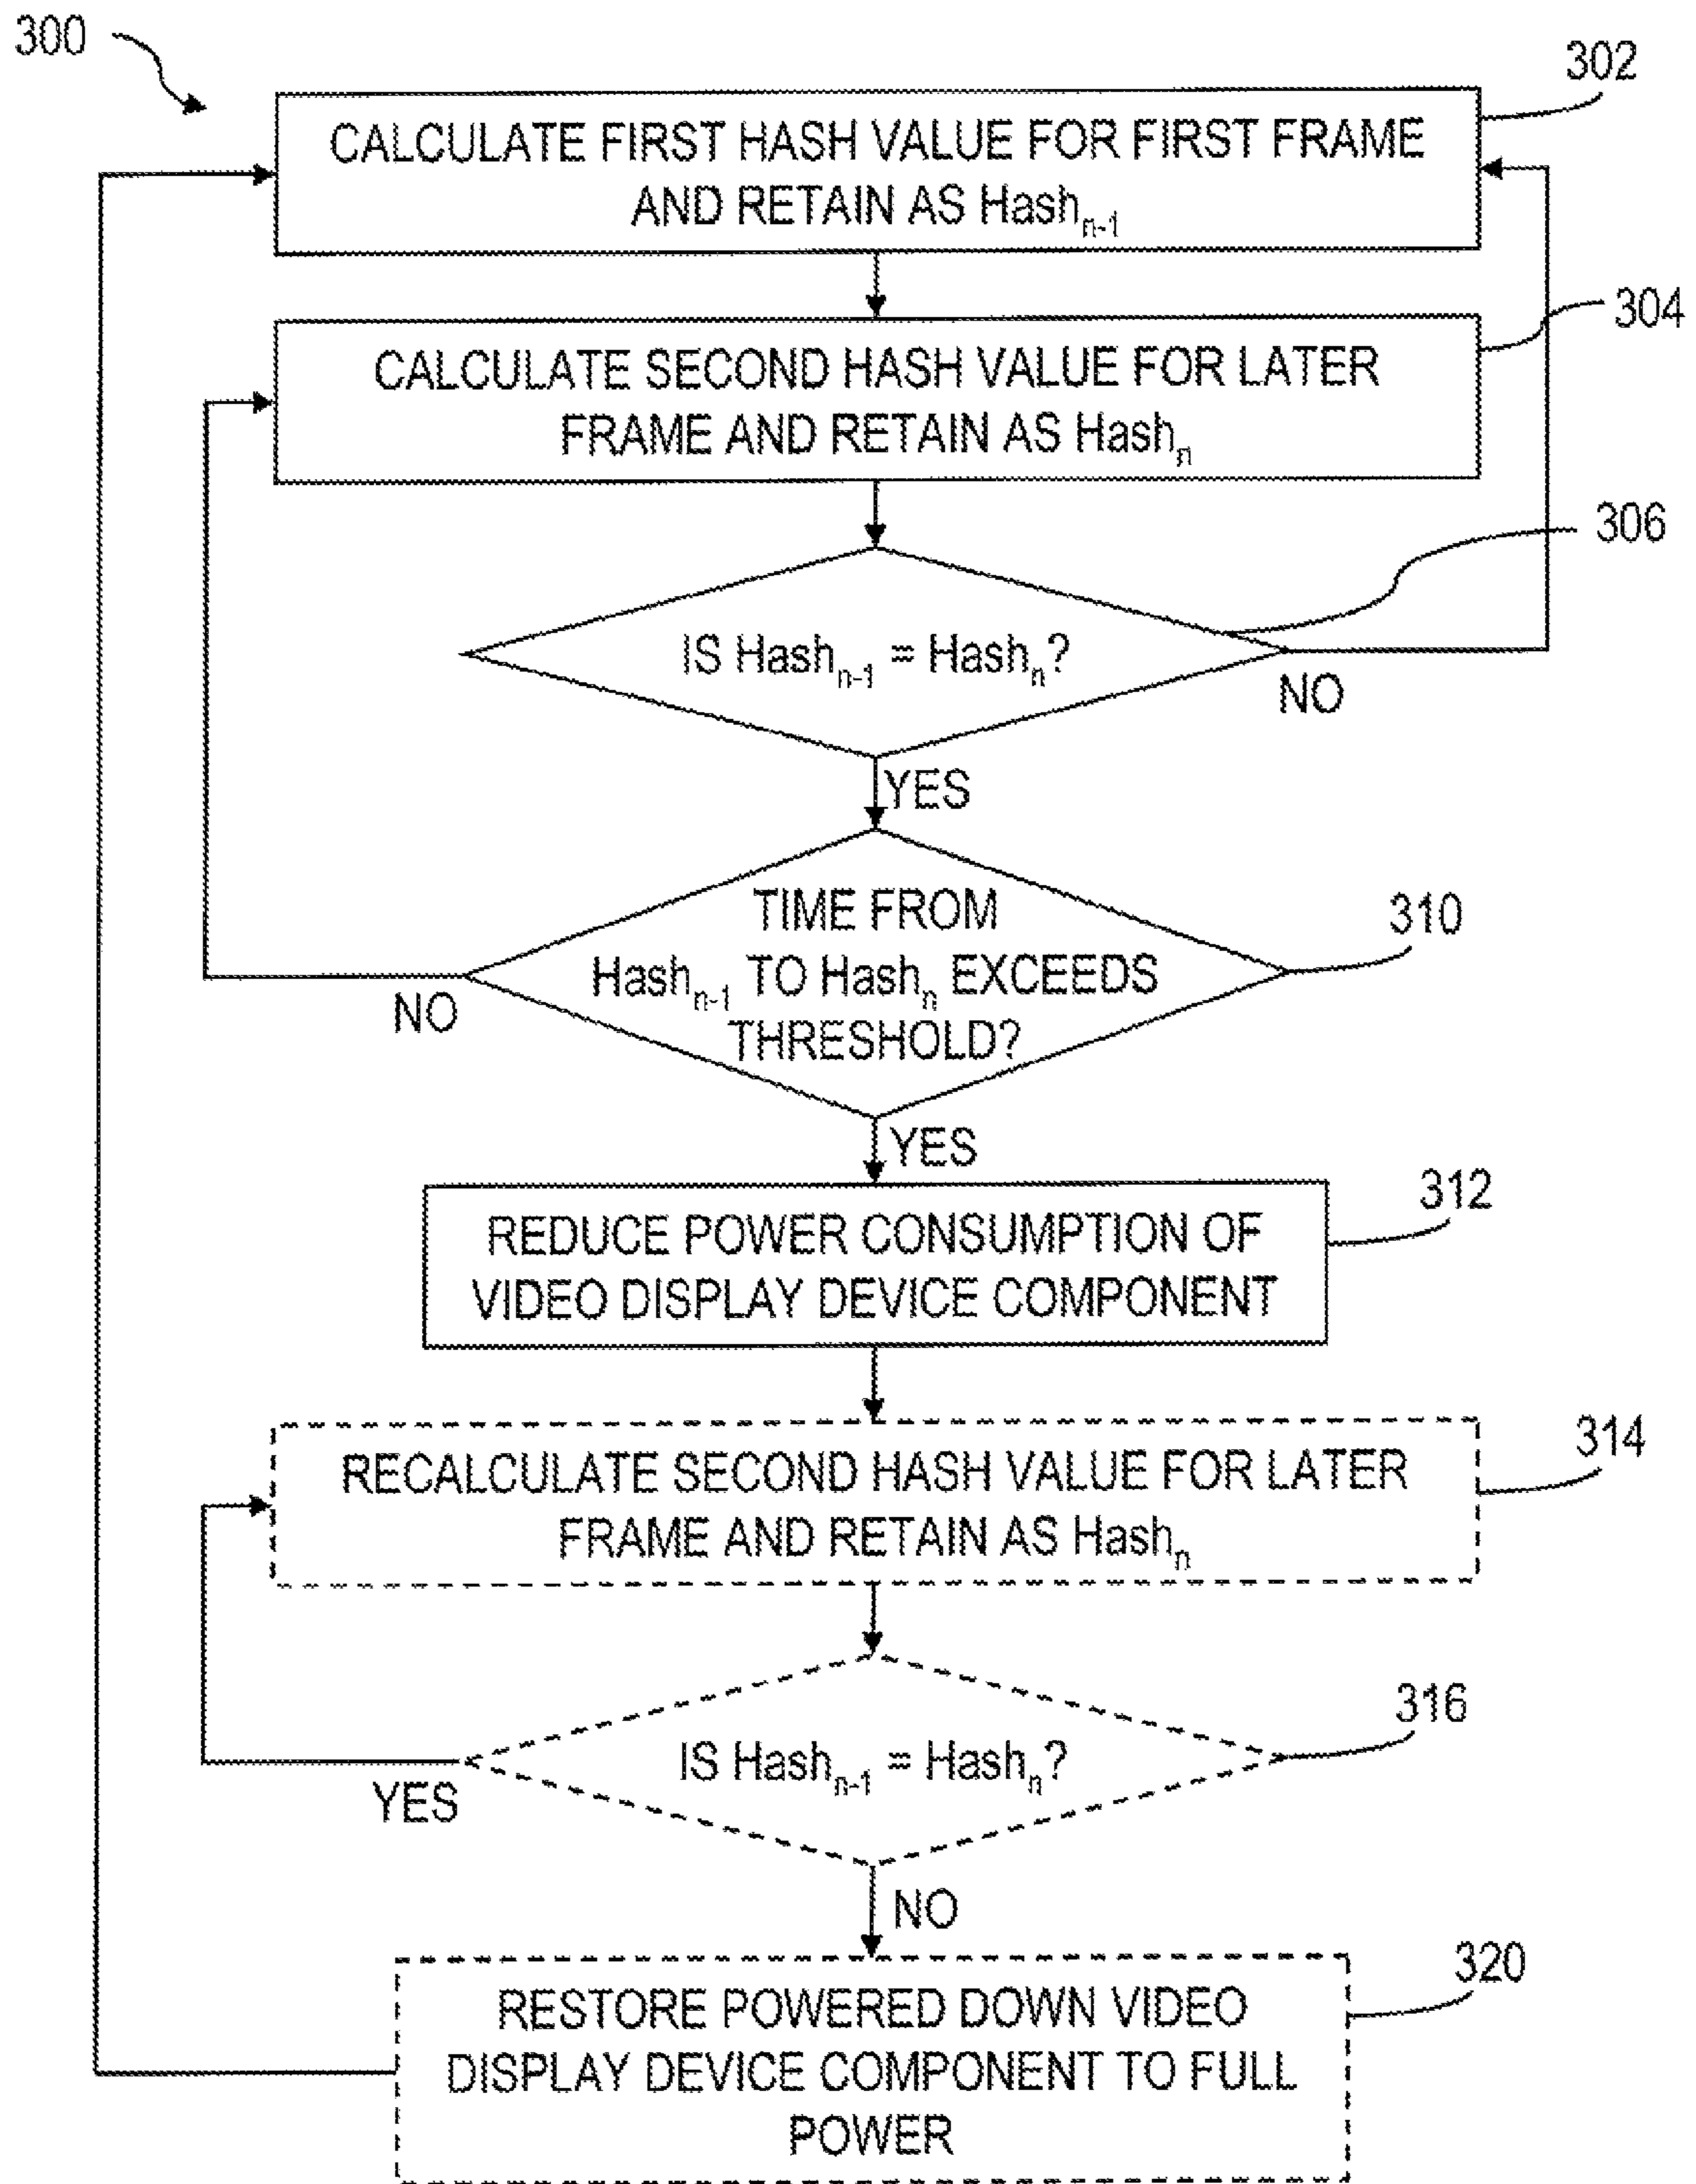 300
302
CALCULATE FIRST HASH VALUE FOR FIRST FRAME
AND RETAIN AS Hashn-1
304
CALCULATE SECOND HASH VALUE FOR LATER
FRAME AND RETAIN AS Hashn
306
IS Hashn-1 = Hashn?
NO
YES
310
TIME FROM
Hashn-1 TO Hashn EXCEEDS
THRESHOLD?
NO
YES
312
REDUCE POWER CONSUMPTION OF
VIDEO DISPLAY DEVICE COMPONENT
314
RECALCULATE SECOND HASH VALUE FOR LATER
FRAME AND RETAIN AS Hashn
316
IS Hashn-1 = Hashn?
YES
NO
320
RESTORE POWERED DOWN VIDEO
DISPLAY DEVICE COMPONENT TO FULL
POWER